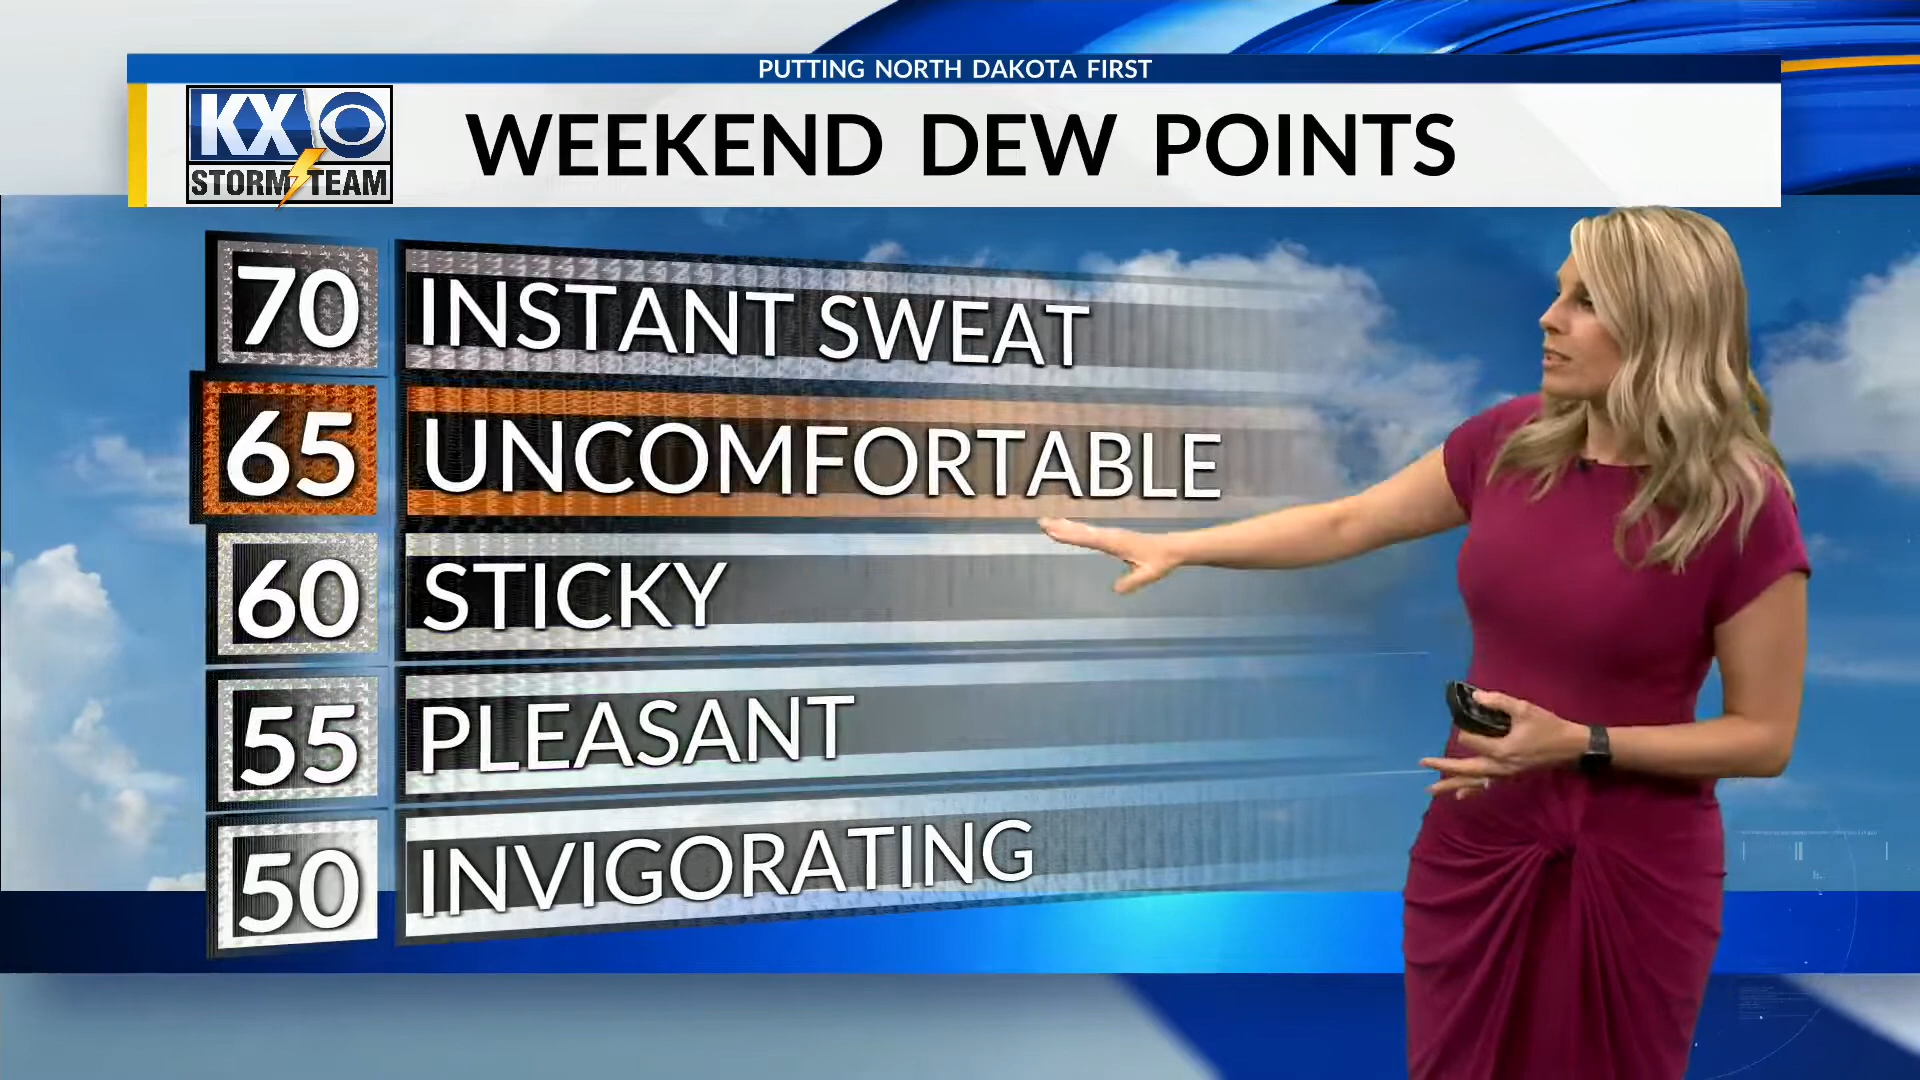 PUTTING NORTH DAKOTA FIRST
KX
STORM TEAM
WEEKEND DEW POINTS
70 INSTANT SWEAT
65 UNCOMFORTABLE
60 STICKY
55 PLEASANT
50 INVIGORATING